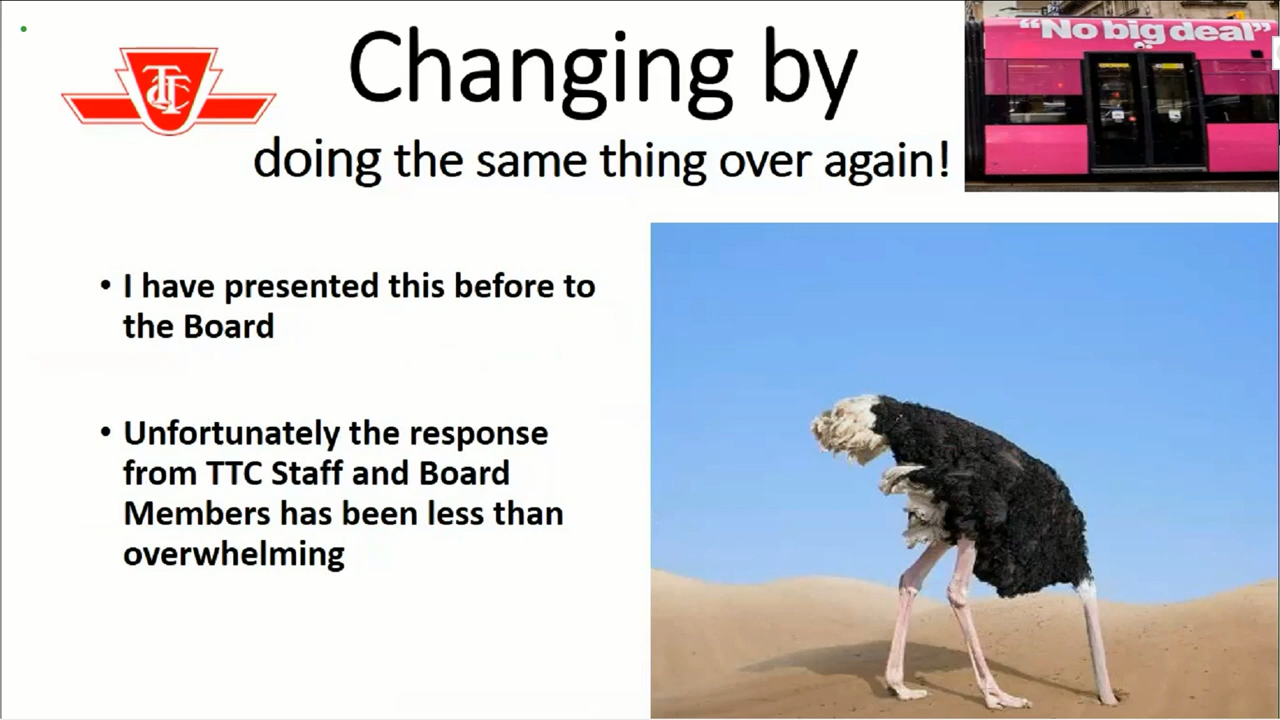 Changing by
doing the same thing over again!
TTC
“No big deal”
• I have presented this before to
the Board
• Unfortunately the response
from TTC Staff and Board
Members has been less than
overwhelming